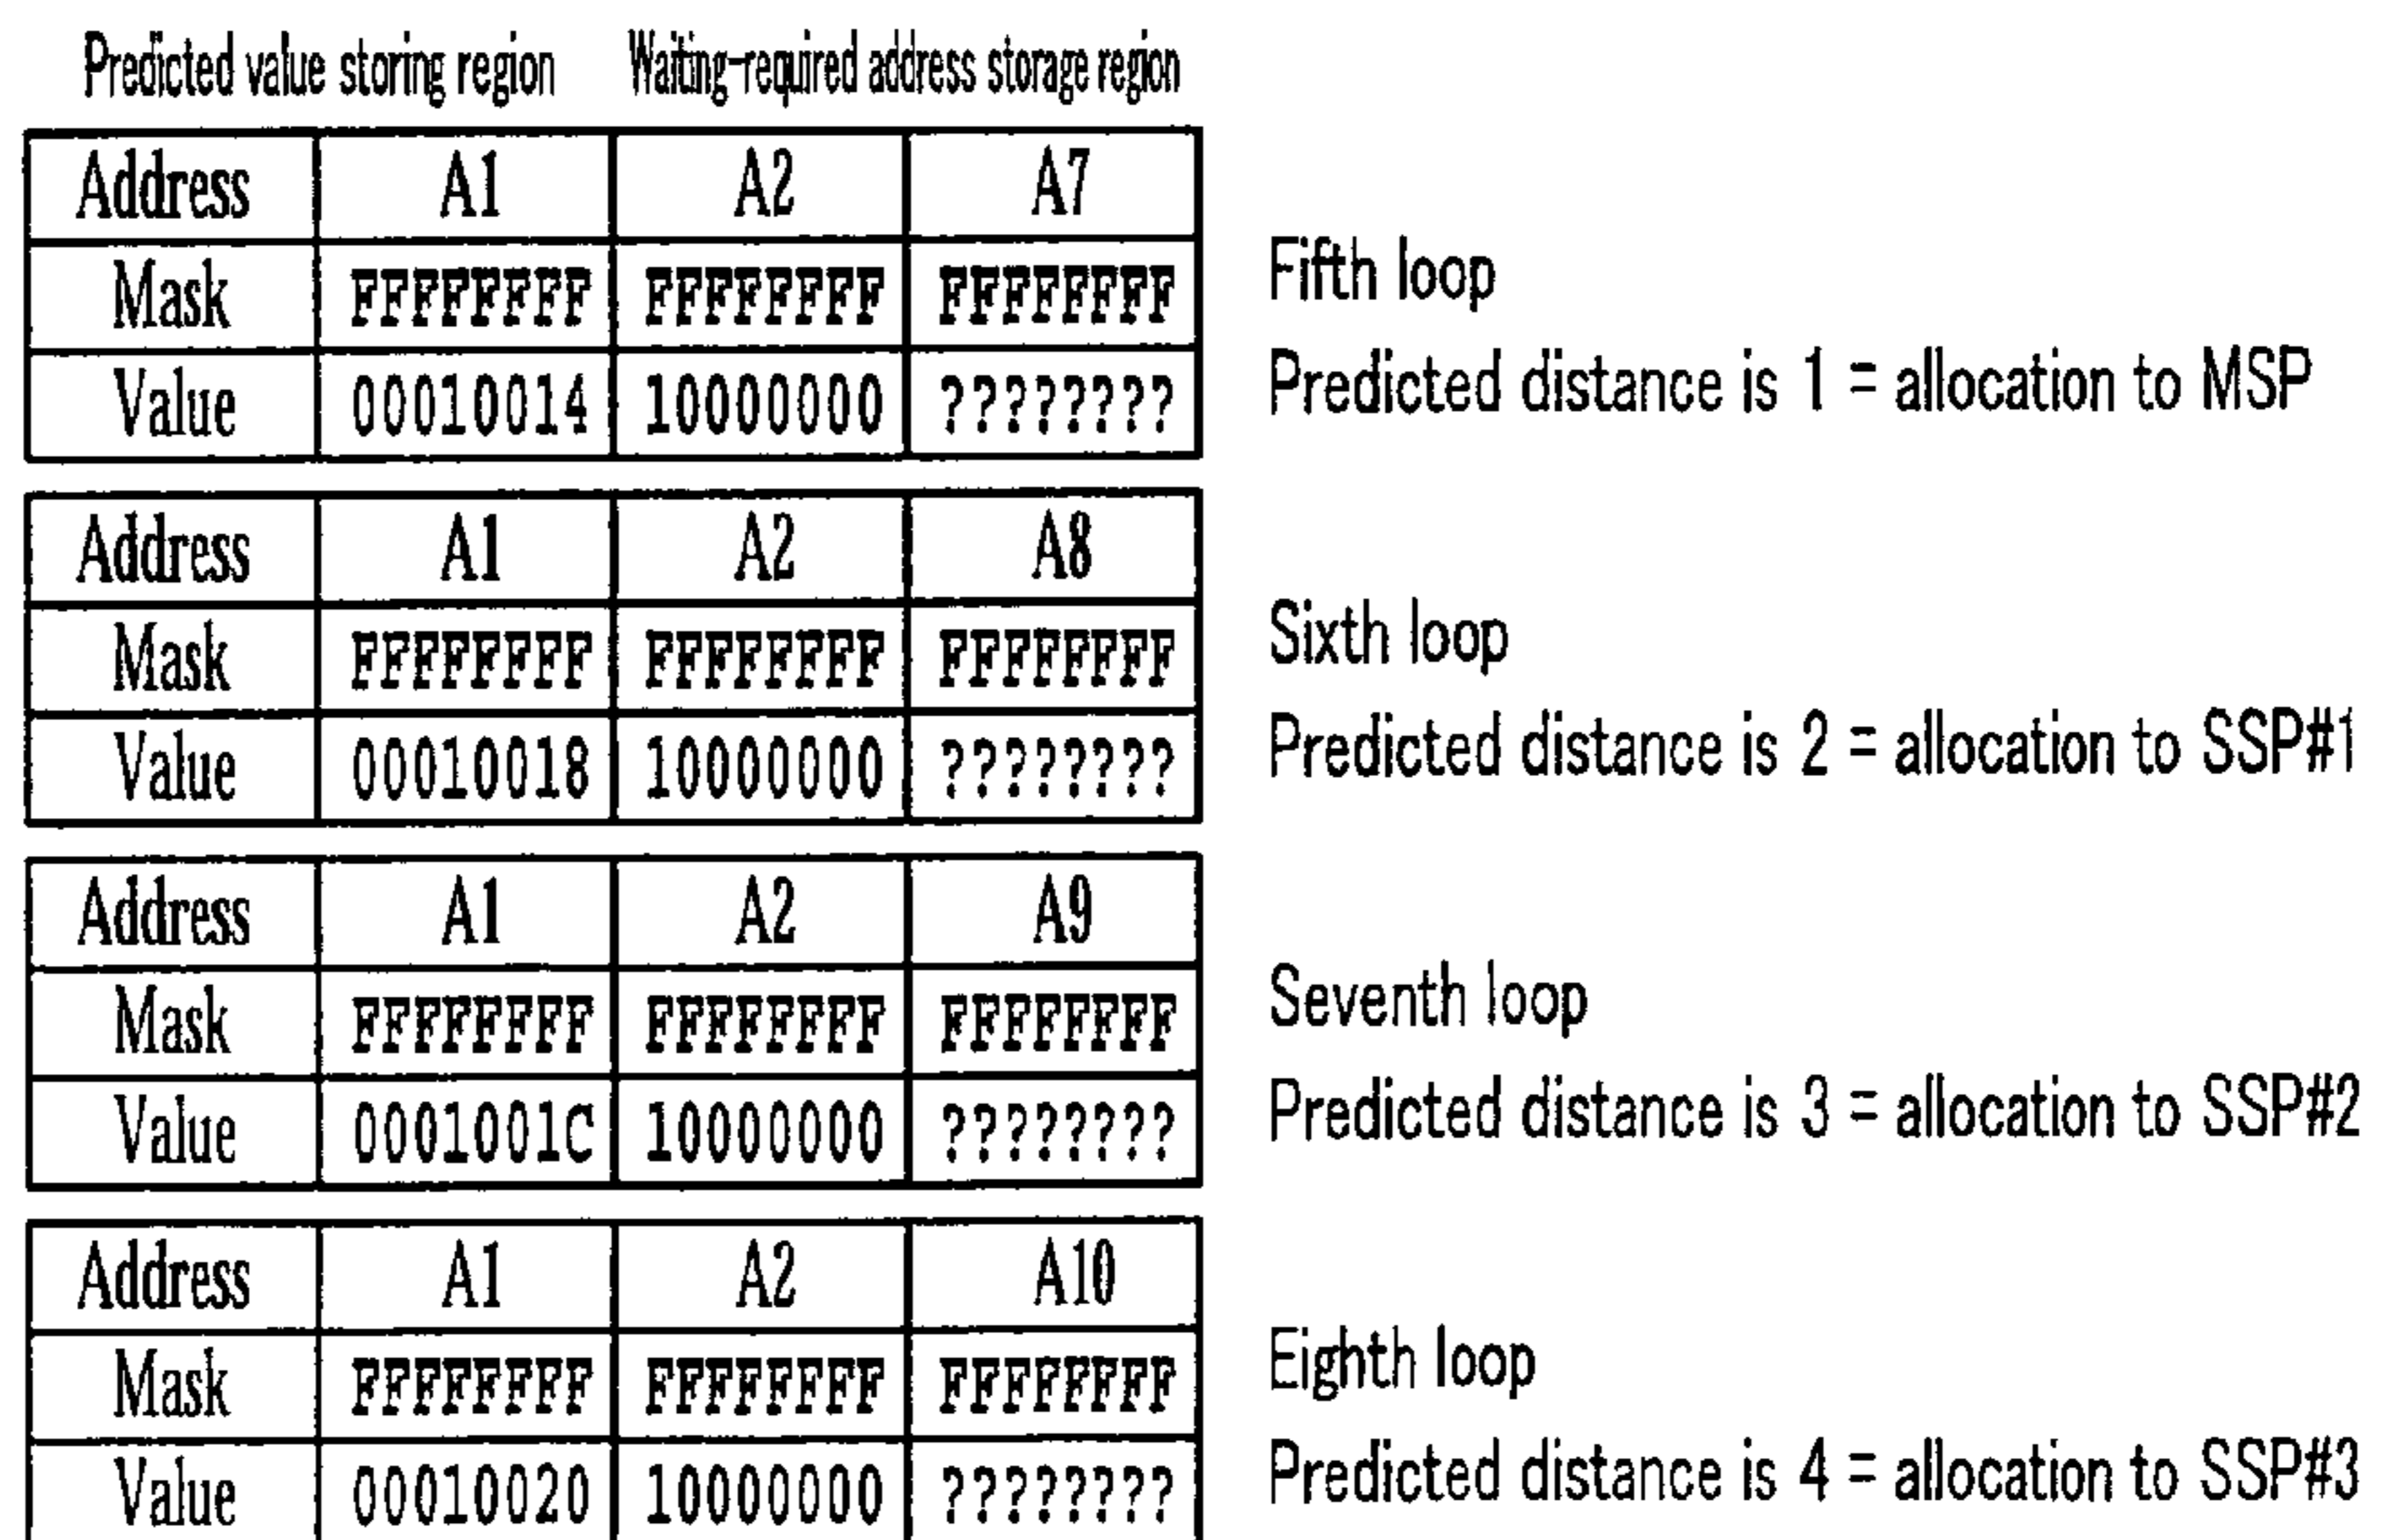 Predicted value storing region Waiting-required address storage region
Address A1 A2 A7
Mask FFFFFFFF FFFFFFFF FFFFFFFF
Value 00010014 10000000 ????????
Fifth loop
Predicted distance is 1 = allocation to MSP
Address A1 A2 A8
Mask FFFFFFFF FFFFFFFF FFFFFFFF
Value 00010018 10000000 ????????
Sixth loop
Predicted distance is 2 = allocation to SSP#1
Address A1 A2 A9
Mask FFFFFFFF FFFFFFFF FFFFFFFF
Value 0001001C 10000000 ????????
Seventh loop
Predicted distance is 3 = allocation to SSP#2
Address A1 A2 A10
Mask FFFFFFFF FFFFFFFF FFFFFFFF
Value 00010020 10000000 ????????
Eighth loop
Predicted distance is 4 = allocation to SSP#3